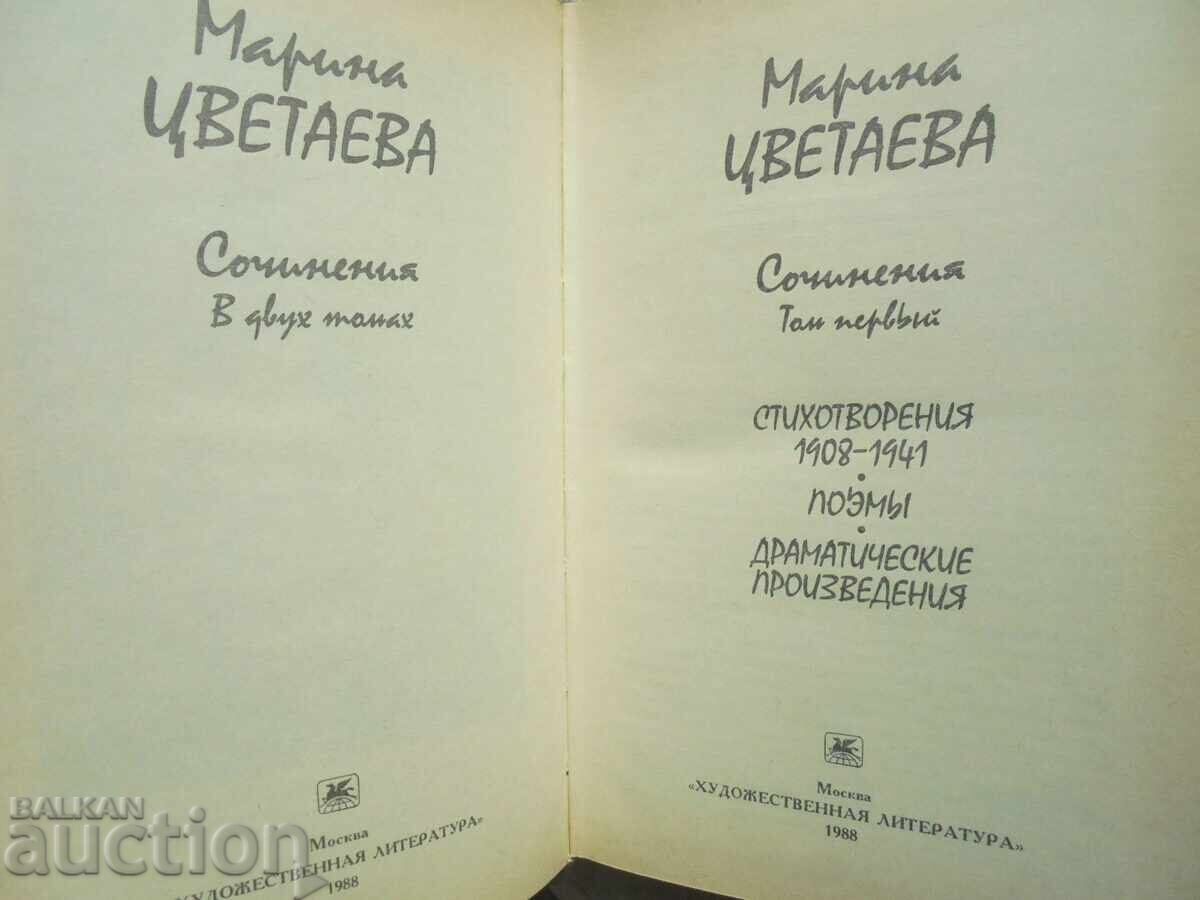 Марина
ЦВЕТАЕВА
Сочинения
В двух томах
Москва
«ХУДОЖЕСТВЕННАЯ ЛИТЕРАТУРА»
1988
Марина
ЦВЕТАЕВА
Сочинения
Том первый
СТИХОТВОРЕНИЯ
1908-1941
•
ПОЭМЫ
•
ДРАМАТИЧЕСКИЕ
ПРОИЗВЕДЕНИЯ
Москва
«ХУДОЖЕСТВЕННАЯ ЛИТЕРАТУРА»
1988
BALKAN
auction